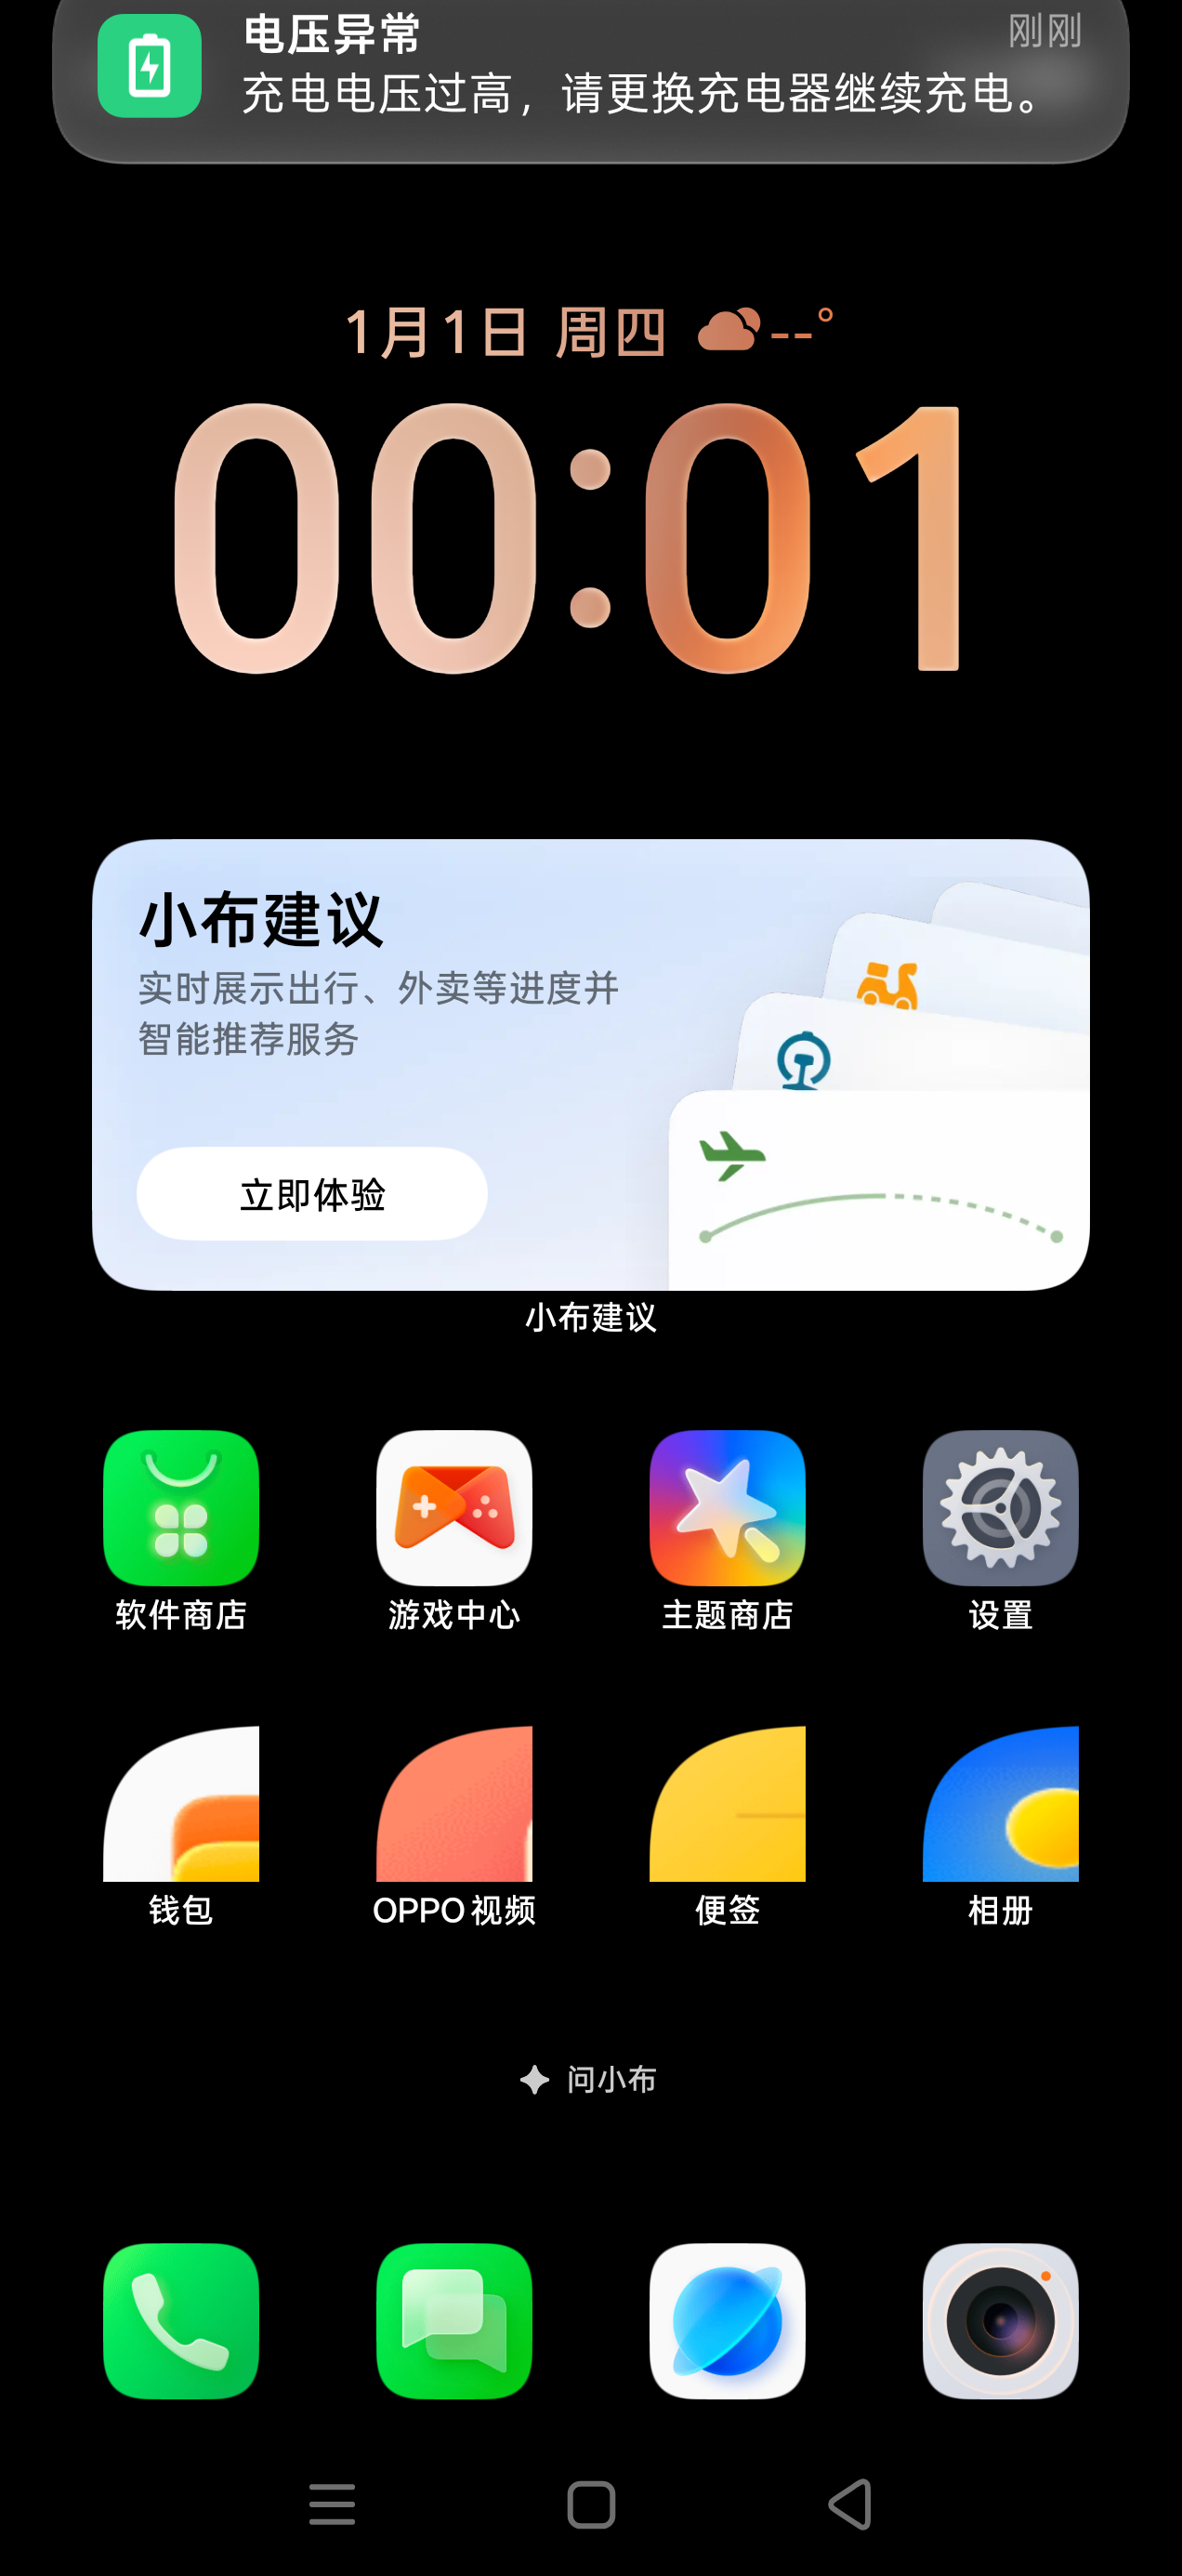 电压异常
刚刚
充电电压过高，请更换充电器继续充电。
1月1日 周四 --°
00:01
小布建议
实时展示出行、外卖等进度并
智能推荐服务
立即体验
小布建议
软件商店
游戏中心
主题商店
设置
钱包
OPPO 视频
便签
相册
问小布